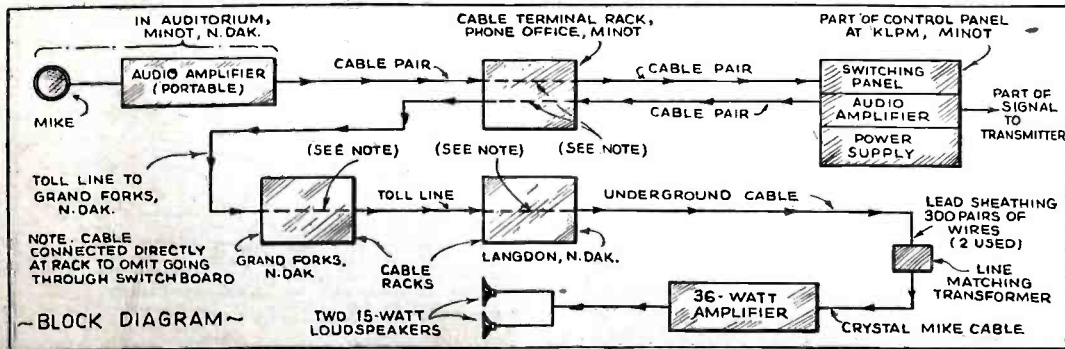 IN AUDITORIUM,
MINOT, N. DAK.
MIKE
AUDIO AMPLIFIER
(PORTABLE)
CABLE PAIR
CABLE TERMINAL RACK,
PHONE OFFICE, MINOT
CABLE PAIR
CABLE PAIR
(SEE NOTE)
PART OF CONTROL PANEL
AT KLPM, MINOT
SWITCHING
PANEL
AUDIO
AMPLIFIER
POWER
SUPPLY
PART OF
SIGNAL
TO
TRANSMITTER
TOLL LINE TO
GRAND FORKS,
N. DAK.
(SEE NOTE)
GRAND FORKS,
N. DAK.
TOLL LINE
CABLE
RACKS
(SEE NOTE)
LANGDON, N. DAK.
UNDERGROUND CABLE
LEAD SHEATHING
300 PAIRS OF
WIRES
(2 USED)
LINE
MATCHING
TRANSFORMER
CRYSTAL MIKE CABLE
36-WATT
AMPLIFIER
TWO 15-WATT
LOUDSPEAKERS
NOTE. CABLE
CONNECTED DIRECTLY
AT RACK TO OMIT GOING
THROUGH SWITCHBOARD
~BLOCK DIAGRAM~